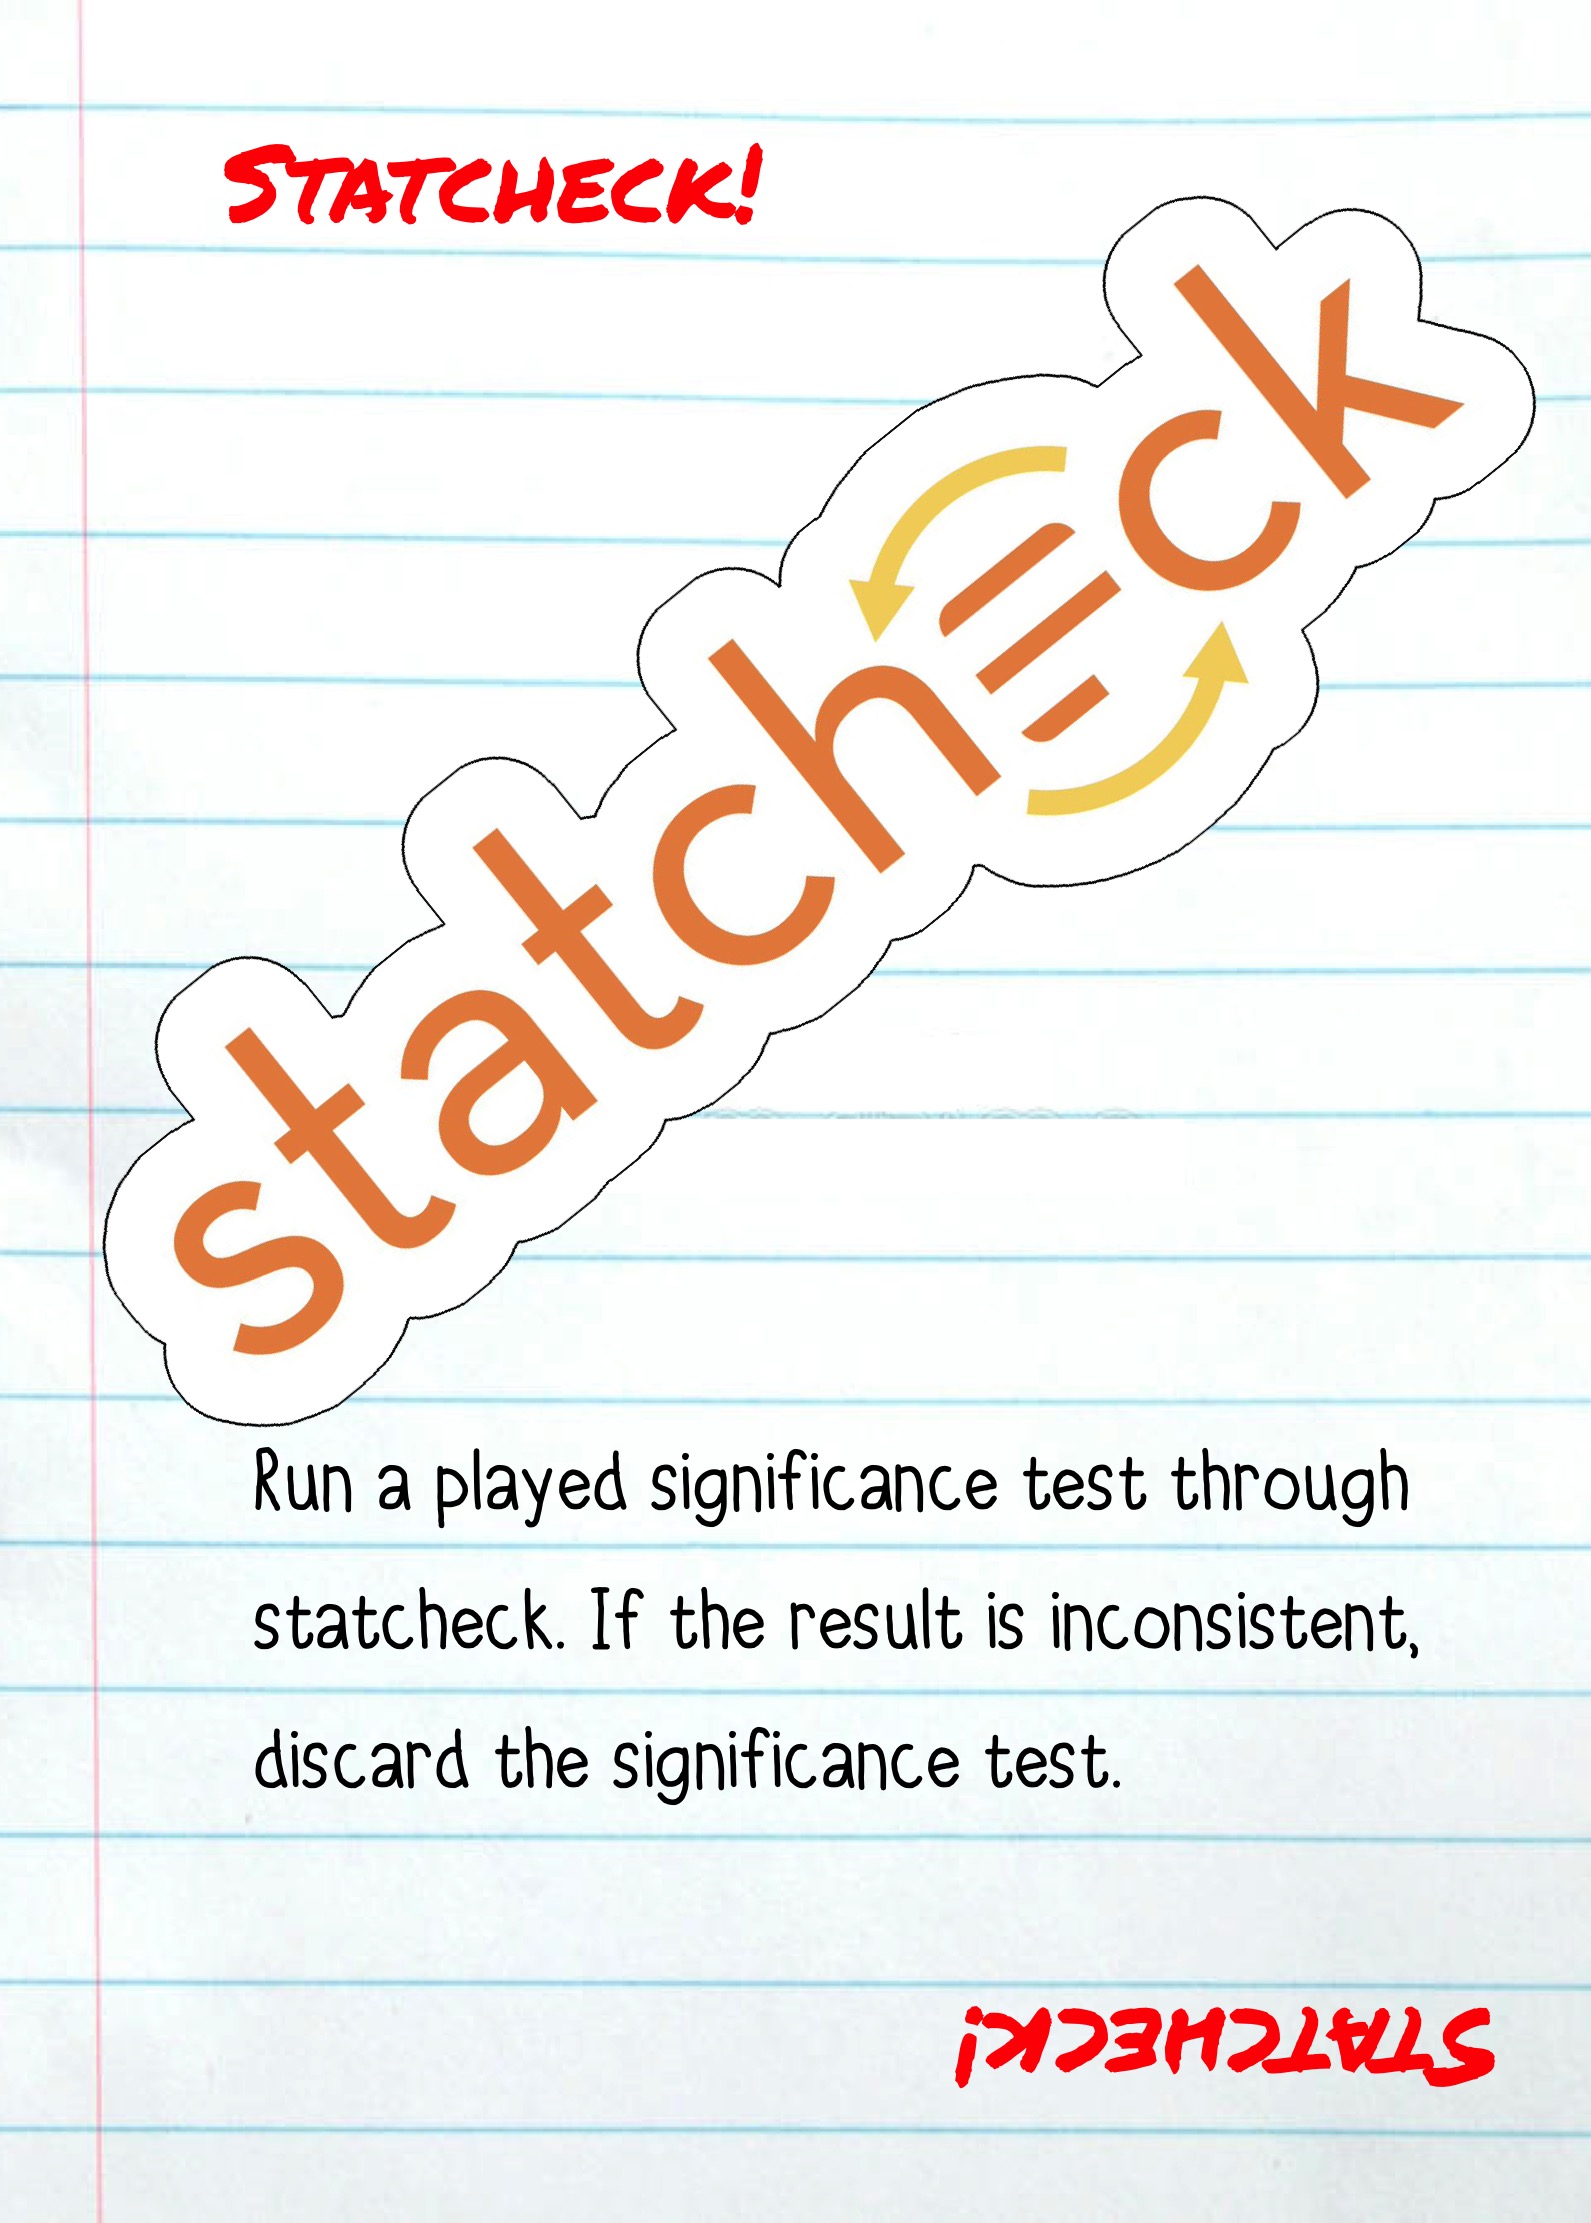 STATCHECK!
statcheck
Run a played significance test through
statcheck. If the result is inconsistent,
discard the significance test.
STATCHECK!